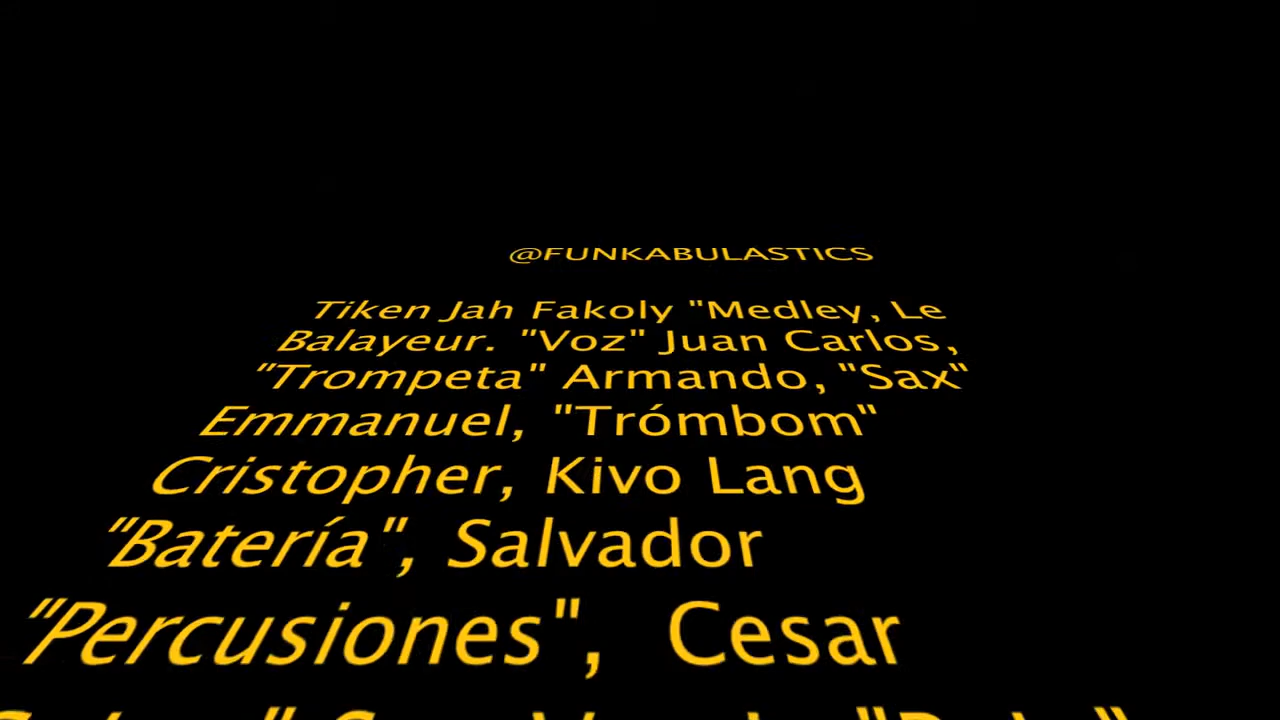 @FUNKABULASTICS
Tiken Jah Fakoly "Medley, Le
Balayeur. "Voz" Juan Carlos,
"Trompeta" Armando, "Sax"
Emmanuel, "Trómbom"
Cristopher, Kivo Lang
"Batería", Salvador
"Percusiones", Cesar